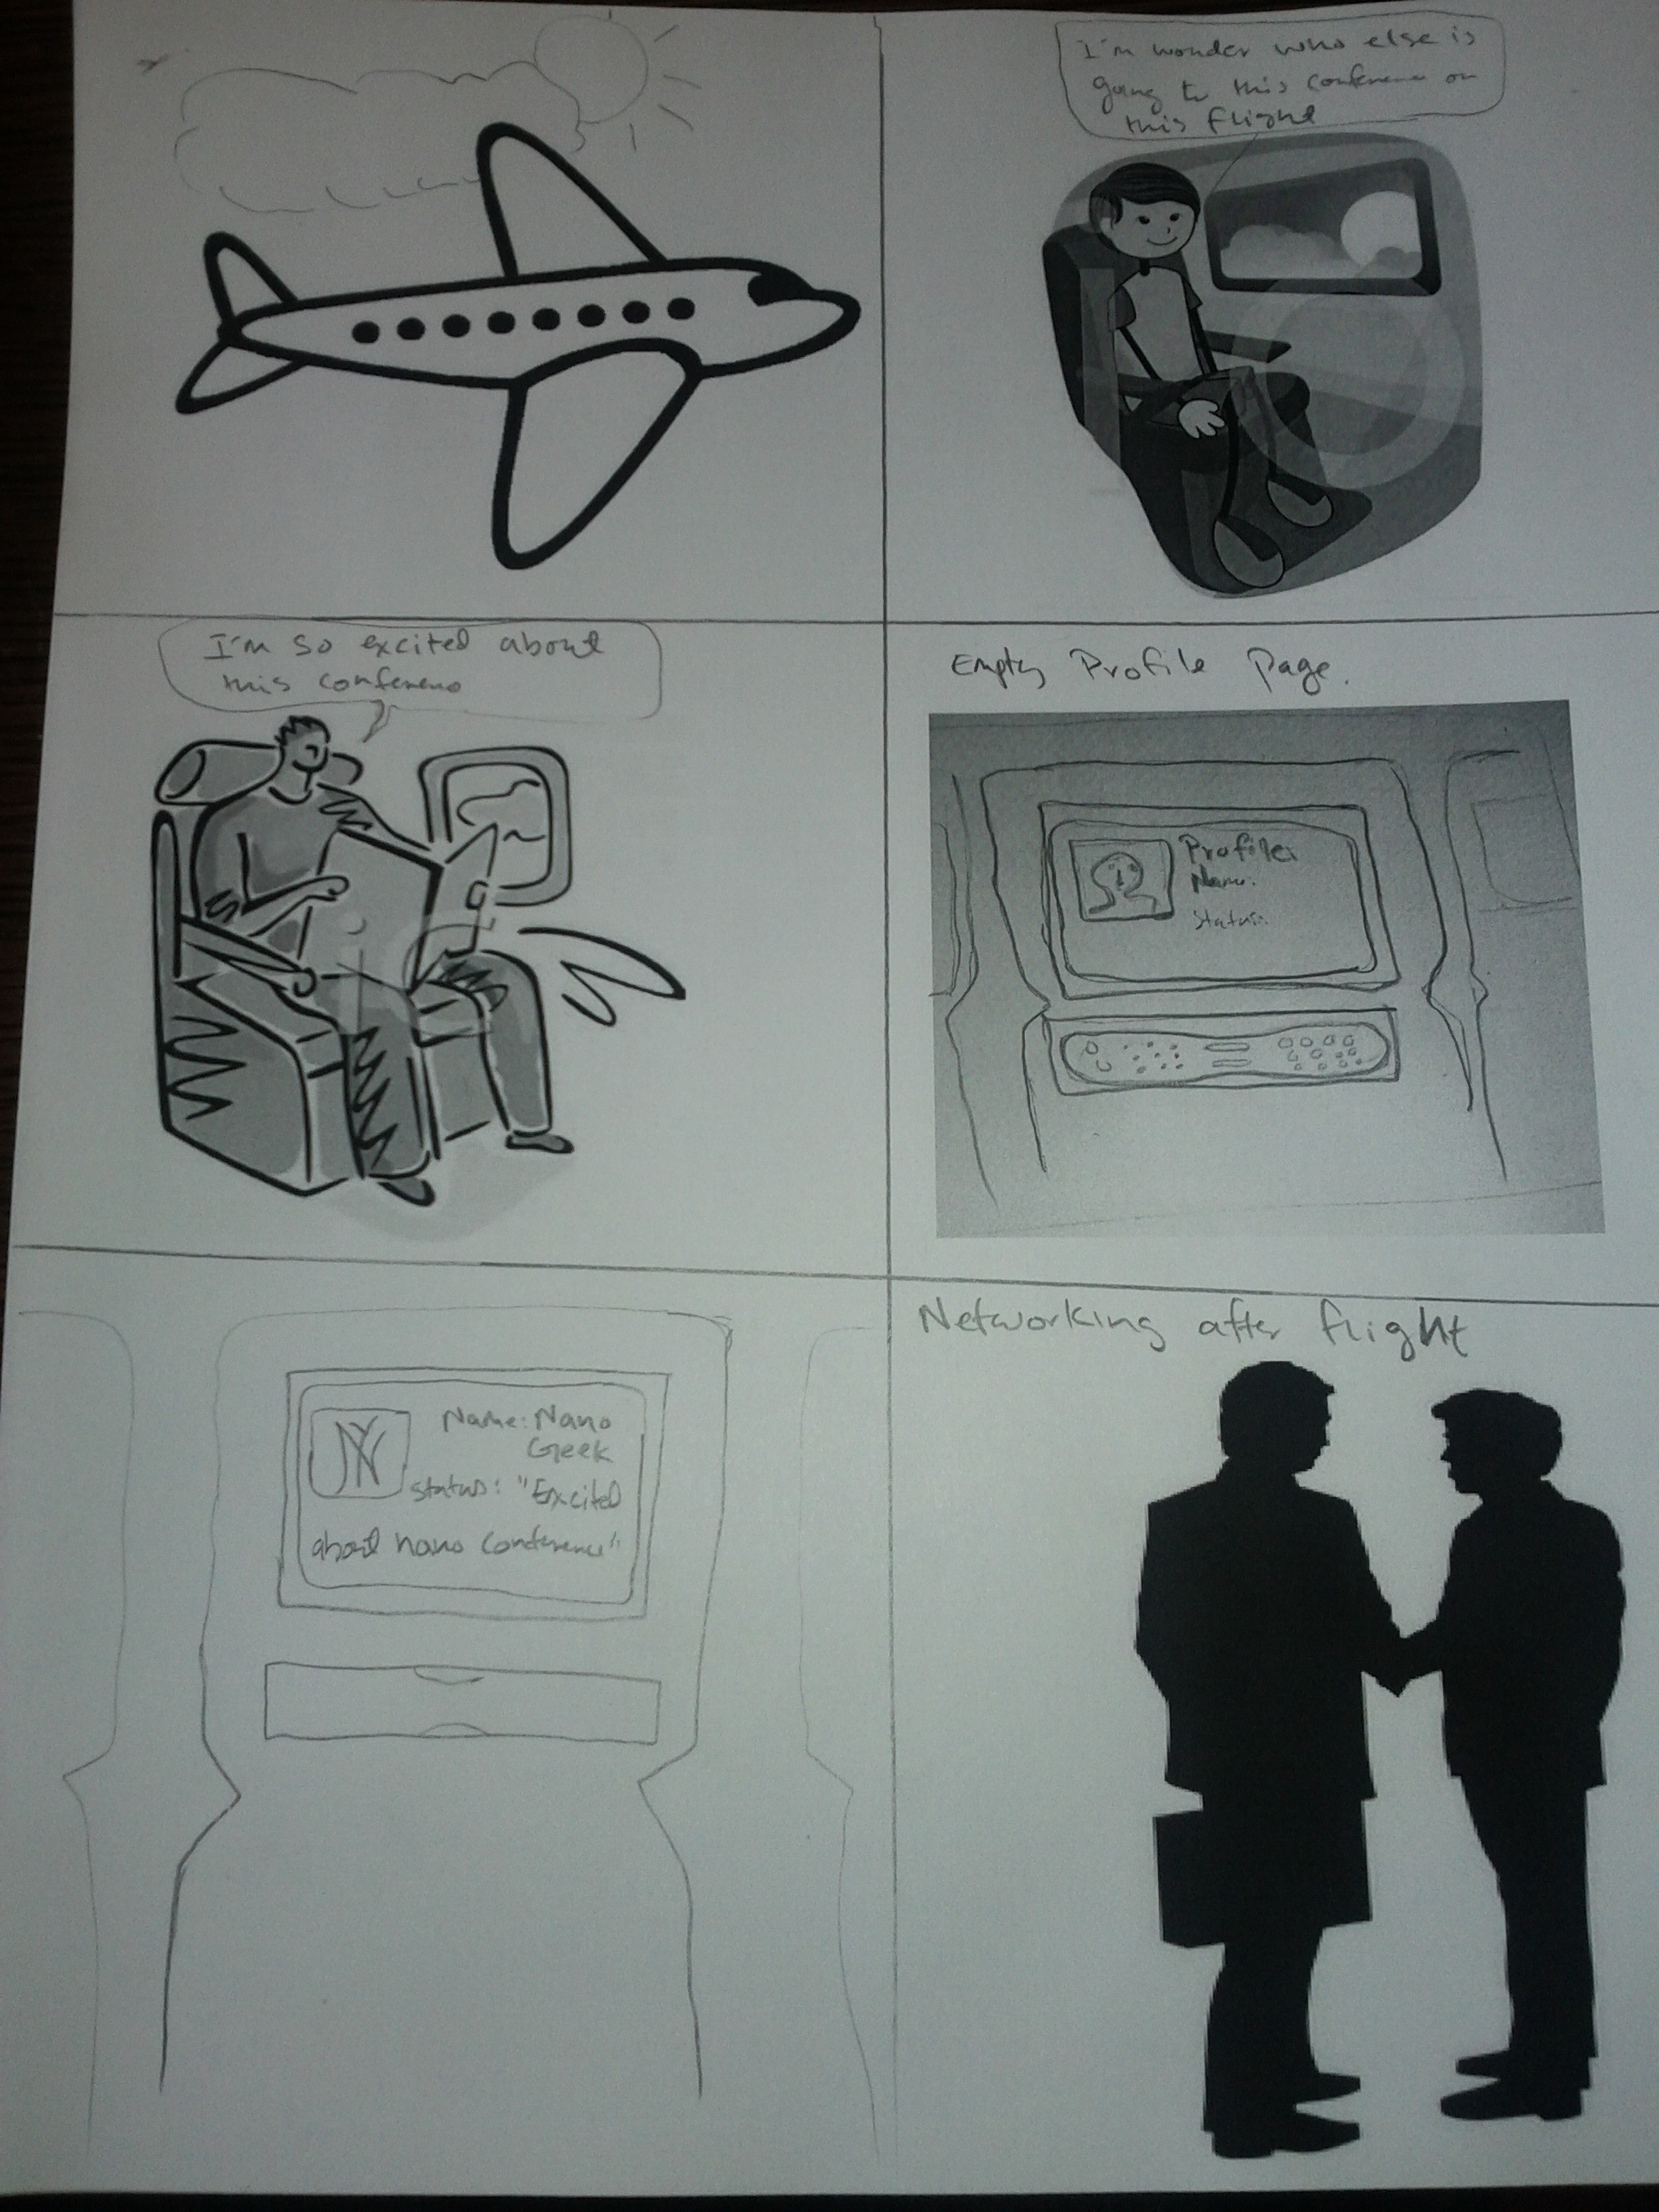 I'm wonder who else is
going to this conference on
this flight
I'm so excited about
this conference
Empty Profile Page.
Profile:
Name:
Status:
Name: Nano
Geek
status: "Excited
about nano conference"
NY
Networking after flight